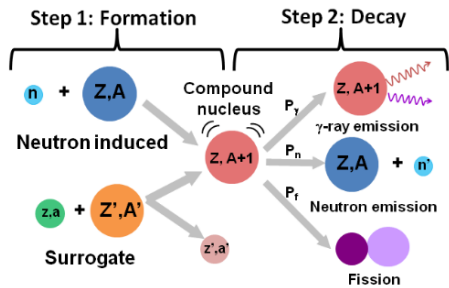 Step 1: Formation
Step 2: Decay
n + Z,A
Neutron induced
z,a + Z',A'
Surrogate
Compound
nucleus
Z, A+1
z',a'
Pγ
Pn
Pf
Z, A+1
γ-ray emission
Z,A + n'
Neutron emission
Fission